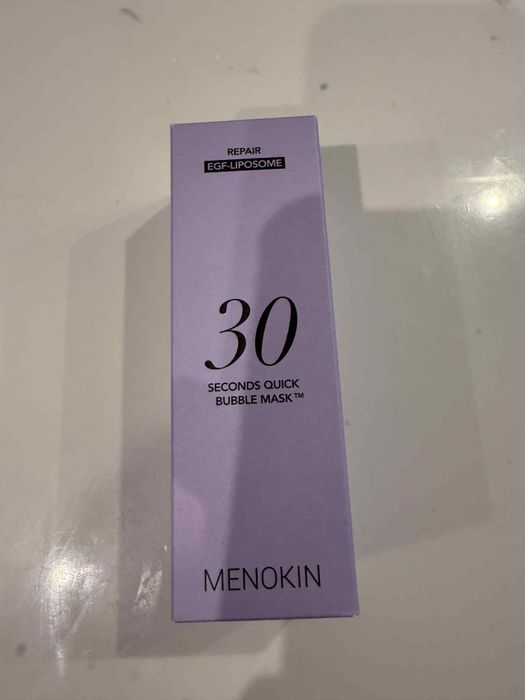 REPAIR
EGF-LIPOSOME
30
SECONDS QUICK
BUBBLE MASK™
MENOKIN